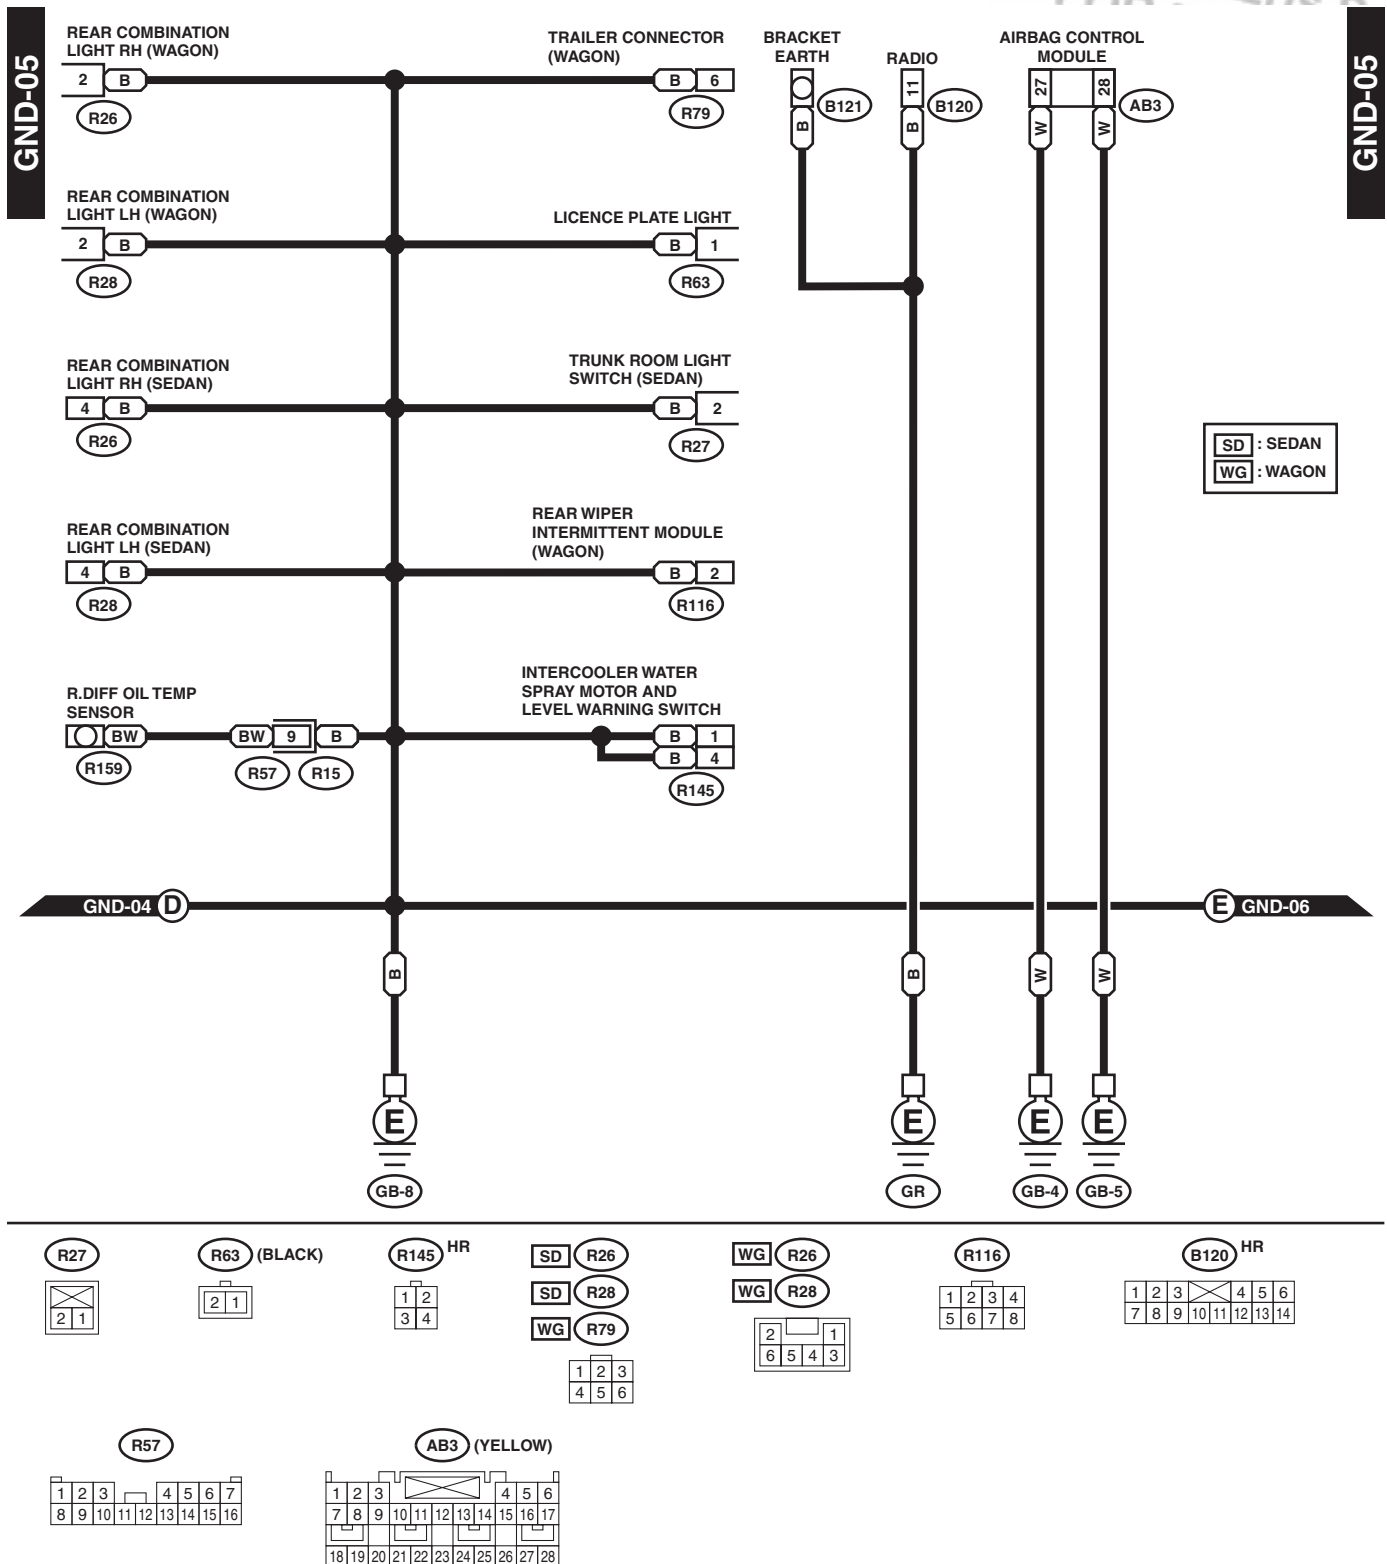 GND-05
GND-05
REAR COMBINATION
LIGHT RH (WAGON)
2 B
R26
TRAILER CONNECTOR
(WAGON)
B 6
R79
BRACKET
EARTH
B121
B
RADIO
11
B120
B
AIRBAG CONTROL
MODULE
27 28
AB3
W W
REAR COMBINATION
LIGHT LH (WAGON)
2 B
R28
LICENCE PLATE LIGHT
B 1
R63
REAR COMBINATION
LIGHT RH (SEDAN)
4 B
R26
TRUNK ROOM LIGHT
SWITCH (SEDAN)
B 2
R27
SD : SEDAN
WG : WAGON
REAR COMBINATION
LIGHT LH (SEDAN)
4 B
R28
REAR WIPER
INTERMITTENT MODULE
(WAGON)
B 2
R116
R.DIFF OIL TEMP
SENSOR
BW BW 9 B
R159 R57 R15
INTERCOOLER WATER
SPRAY MOTOR AND
LEVEL WARNING SWITCH
B 1
B 4
R145
GND-04 D
E GND-06
B B W W
E E E E
GB-8 GR GB-4 GB-5
R27
2 1
R63 (BLACK)
2 1
R145 HR
1 2
3 4
SD R26
SD R28
WG R79
1 2 3
4 5 6
WG R26
WG R28
2 1
6 5 4 3
R116
1 2 3 4
5 6 7 8
B120 HR
1 2 3 4 5 6
7 8 9 10 11 12 13 14
R57
1 2 3 4 5 6 7
8 9 10 11 12 13 14 15 16
AB3 (YELLOW)
1 2 3 4 5 6
7 8 9 10 11 12 13 14 15 16 17
18 19 20 21 22 23 24 25 26 27 28